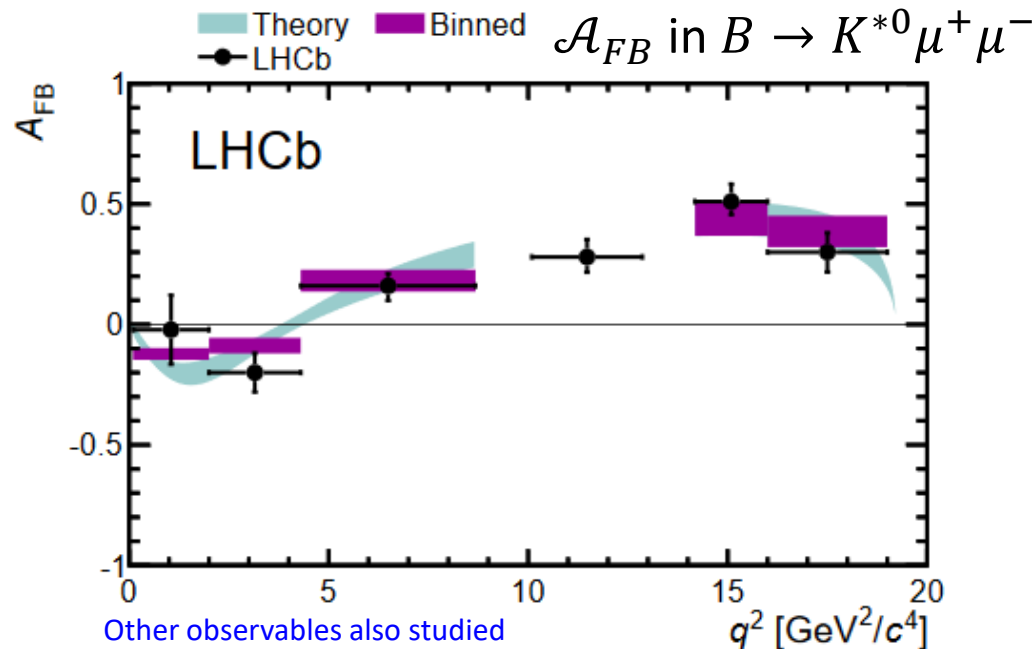 Theory Binned
LHCb
𝒜_FB in B → K*⁰μ⁺μ⁻
A_FB
LHCb
1
0.5
0
-0.5
-1
0 5 10 15 20
Other observables also studied
q² [GeV²/c⁴]